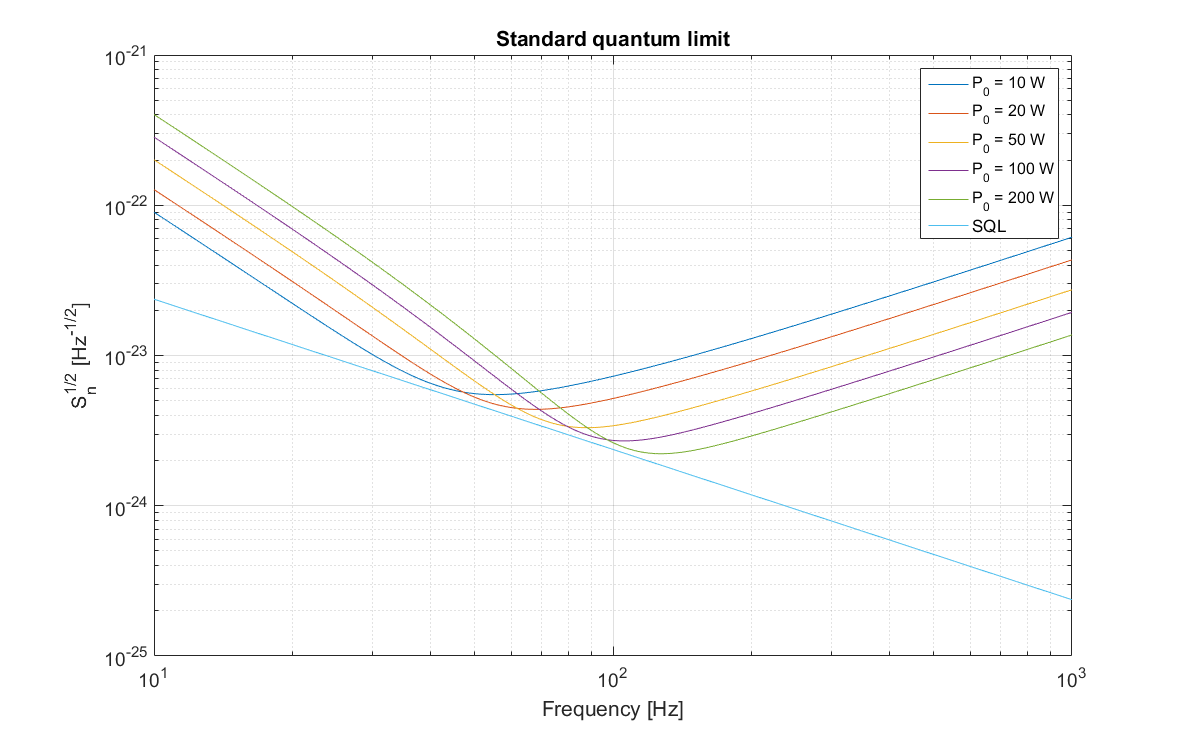 Standard quantum limit
10^-21
10^-22
10^-23
10^-24
10^-25
S_n^1/2 [Hz^-1/2]
P_0 = 10 W
P_0 = 20 W
P_0 = 50 W
P_0 = 100 W
P_0 = 200 W
SQL
10^1
10^2
10^3
Frequency [Hz]